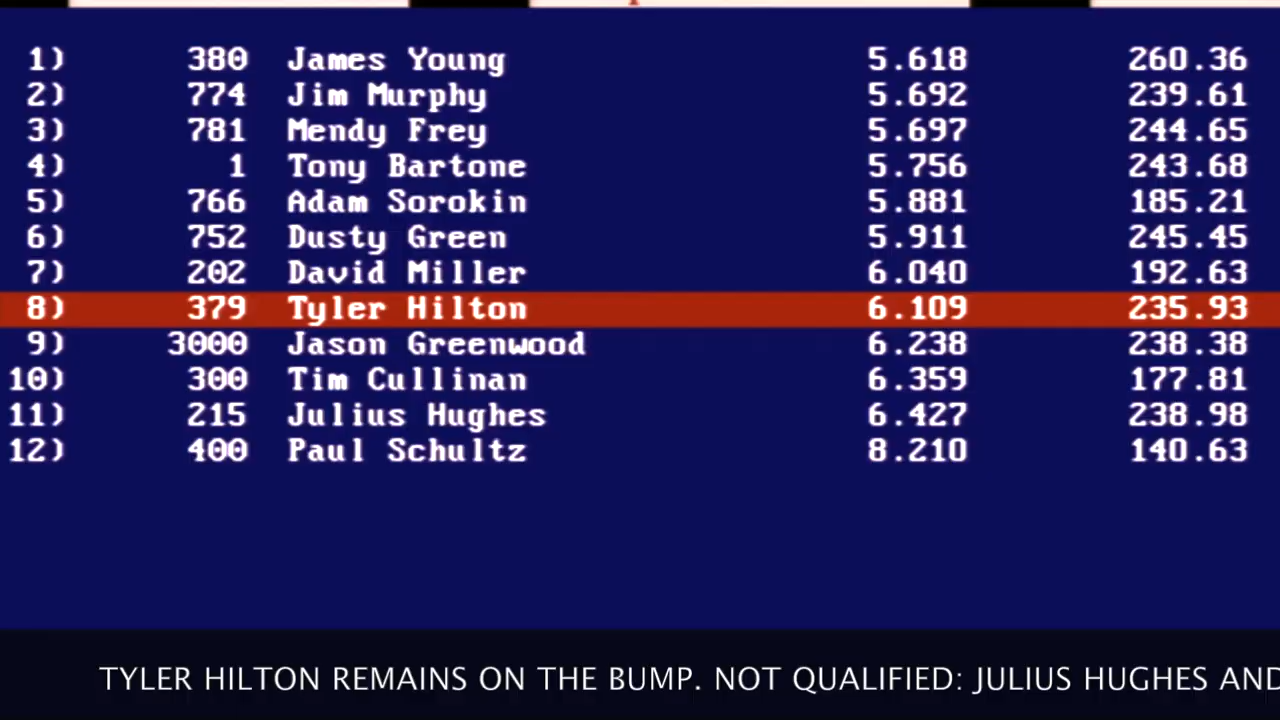 1) 380 James Young 5.618 260.36
2) 774 Jim Murphy 5.692 239.61
3) 781 Mendy Frey 5.697 244.65
4) 1 Tony Bartone 5.756 243.68
5) 766 Adam Sorokin 5.881 185.21
6) 752 Dusty Green 5.911 245.45
7) 202 David Miller 6.040 192.63
8) 379 Tyler Hilton 6.109 235.93
9) 3000 Jason Greenwood 6.238 238.38
10) 300 Tim Cullinan 6.359 177.81
11) 215 Julius Hughes 6.427 238.98
12) 400 Paul Schultz 8.210 140.63
TYLER HILTON REMAINS ON THE BUMP. NOT QUALIFIED: JULIUS HUGHES AND